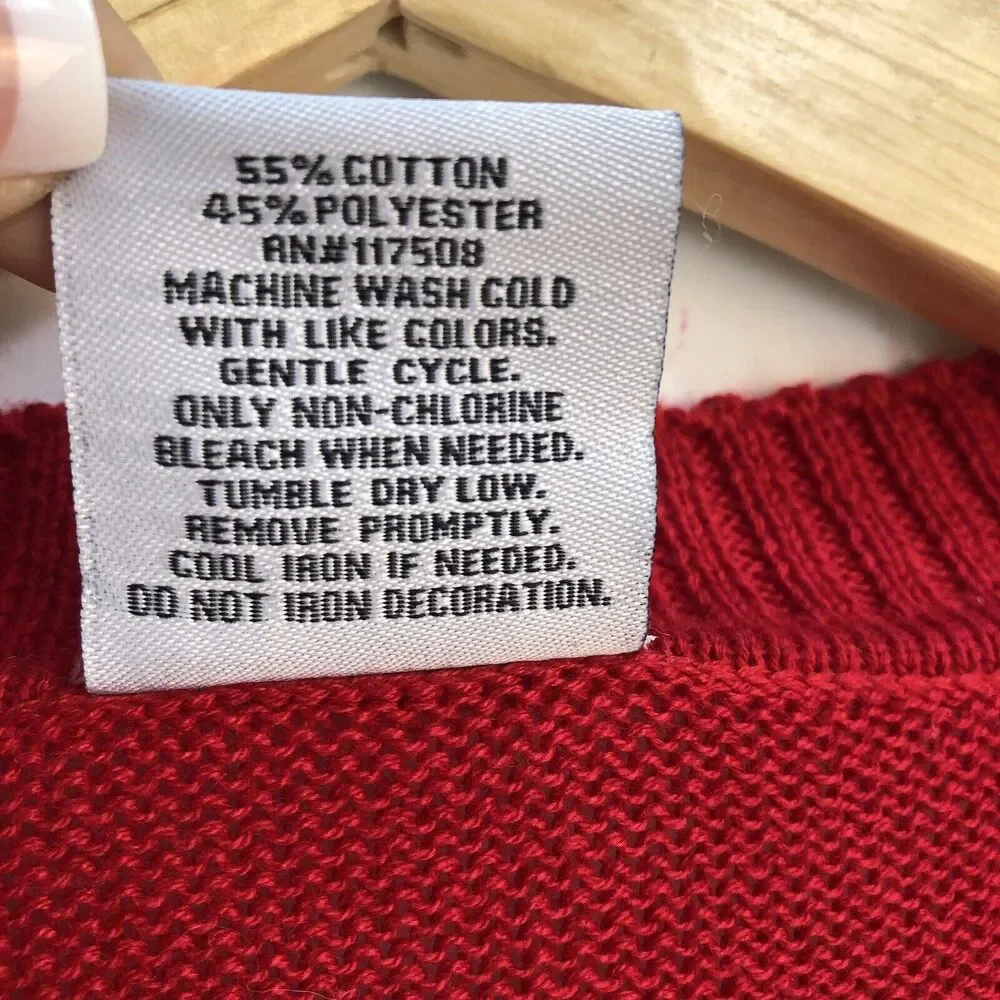 55% COTTON
45% POLYESTER
RN#117508
MACHINE WASH COLD
WITH LIKE COLORS.
GENTLE CYCLE.
ONLY NON-CHLORINE
BLEACH WHEN NEEDED.
TUMBLE DRY LOW.
REMOVE PROMPTLY.
COOL IRON IF NEEDED.
DO NOT IRON DECORATION.